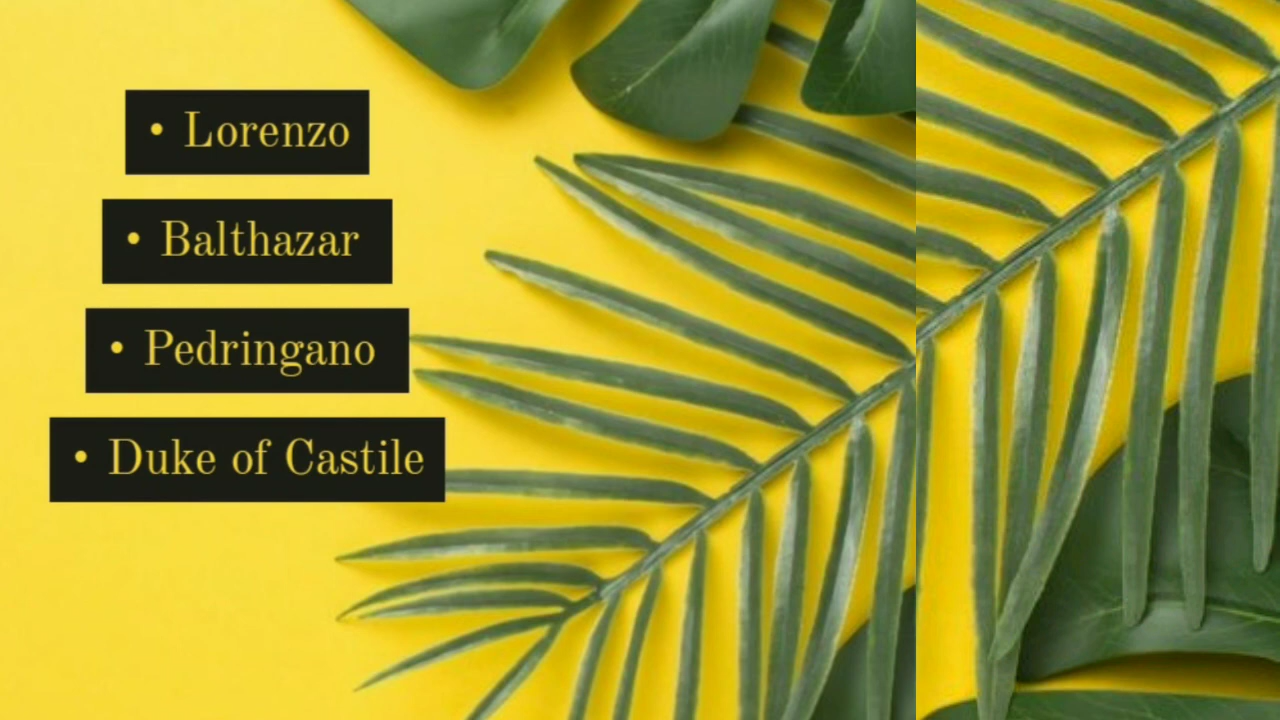 • Lorenzo
• Balthazar
• Pedringano
• Duke of Castile